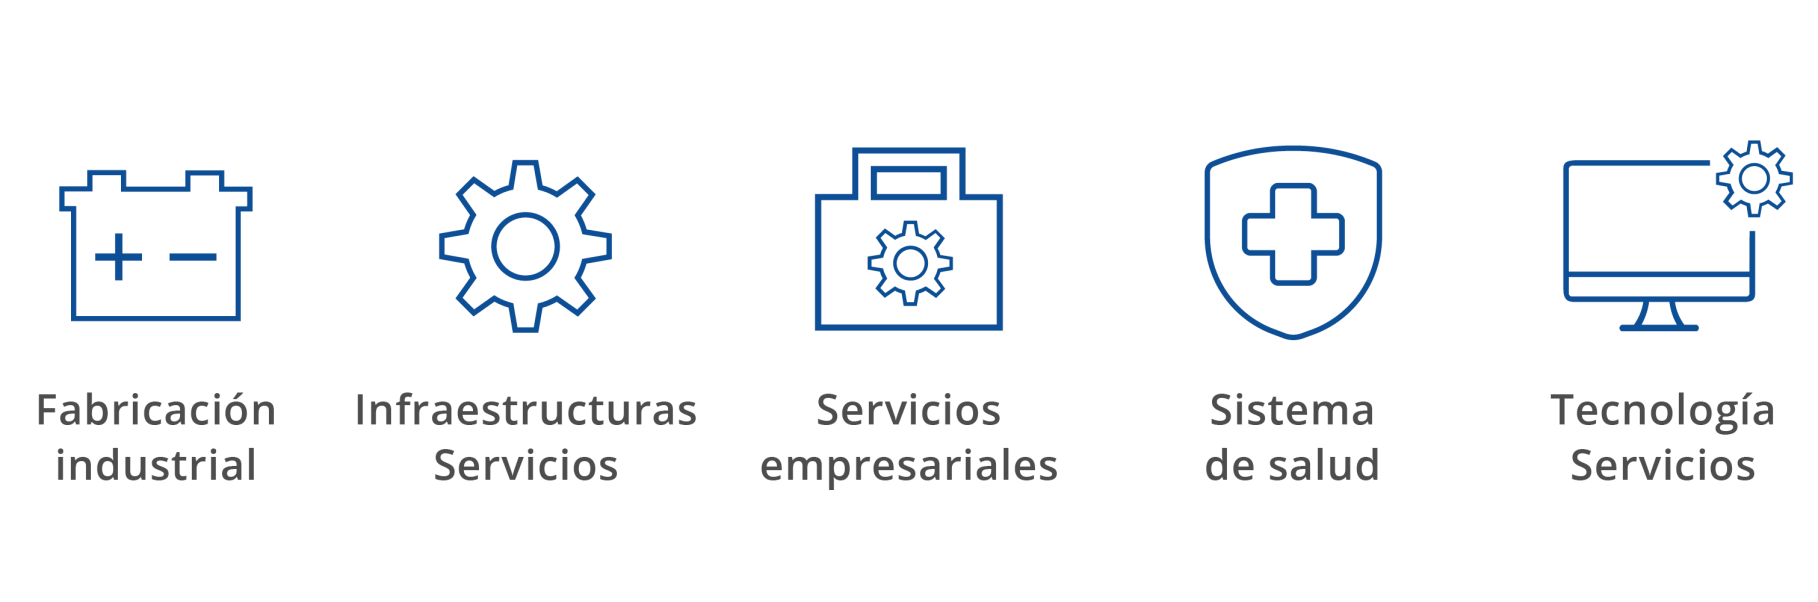 Fabricación
industrial
Infraestructuras
Servicios
Servicios
empresariales
Sistema
de salud
Tecnología
Servicios